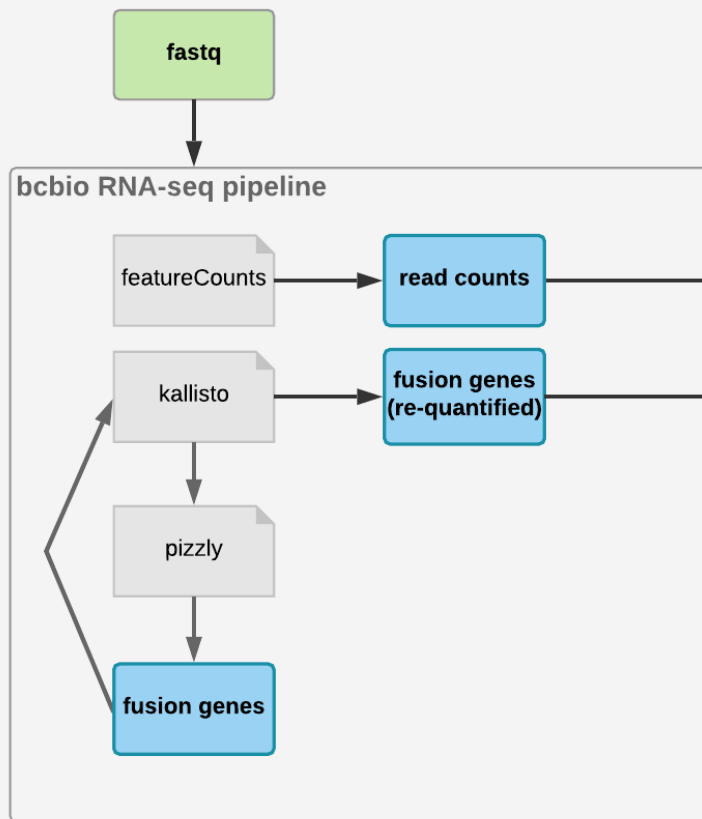 fastq
bcbio RNA-seq pipeline
featureCounts
read counts
kallisto
fusion genes
(re-quantified)
pizzly
fusion genes